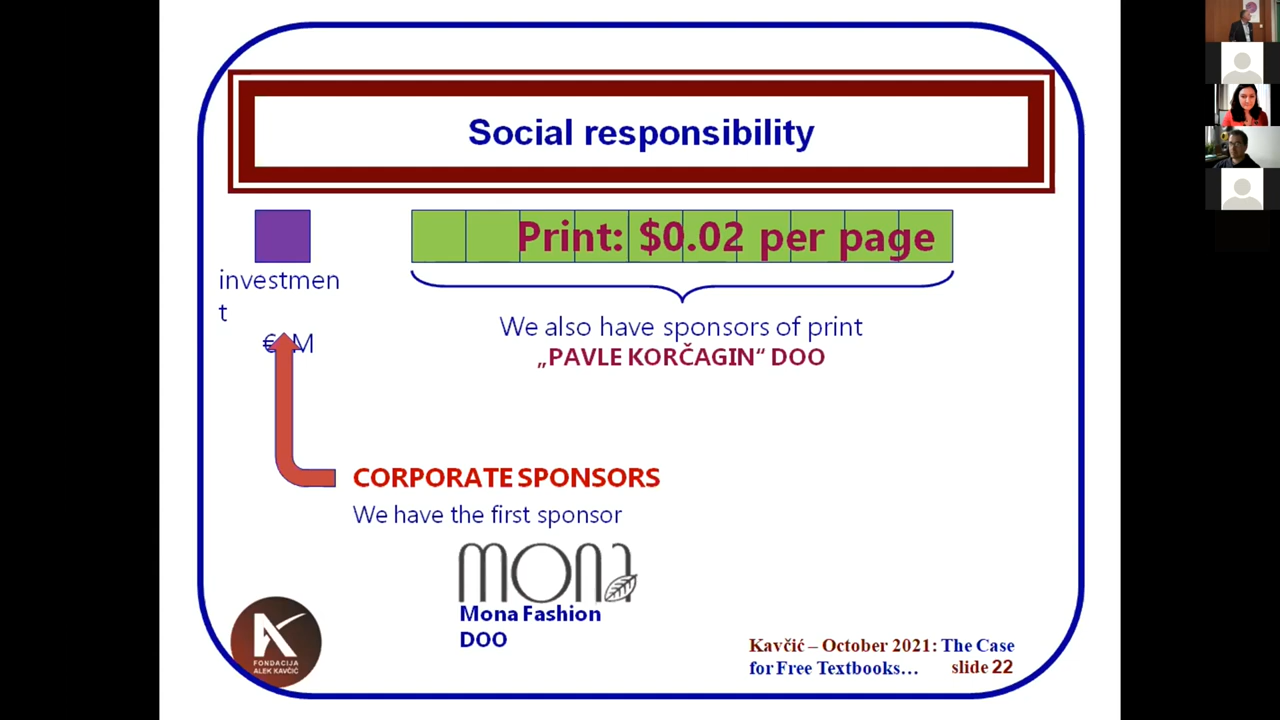 Social responsibility
Print: $0.02 per page
investmen
t
We also have sponsors of print
„PAVLE KORČAGIN“ DOO
CORPORATE SPONSORS
We have the first sponsor
mona
Mona Fashion
DOO
FONDACIJA
ALEK KAVČIĆ
Kavčić – October 2021: The Case
for Free Textbooks… slide 22